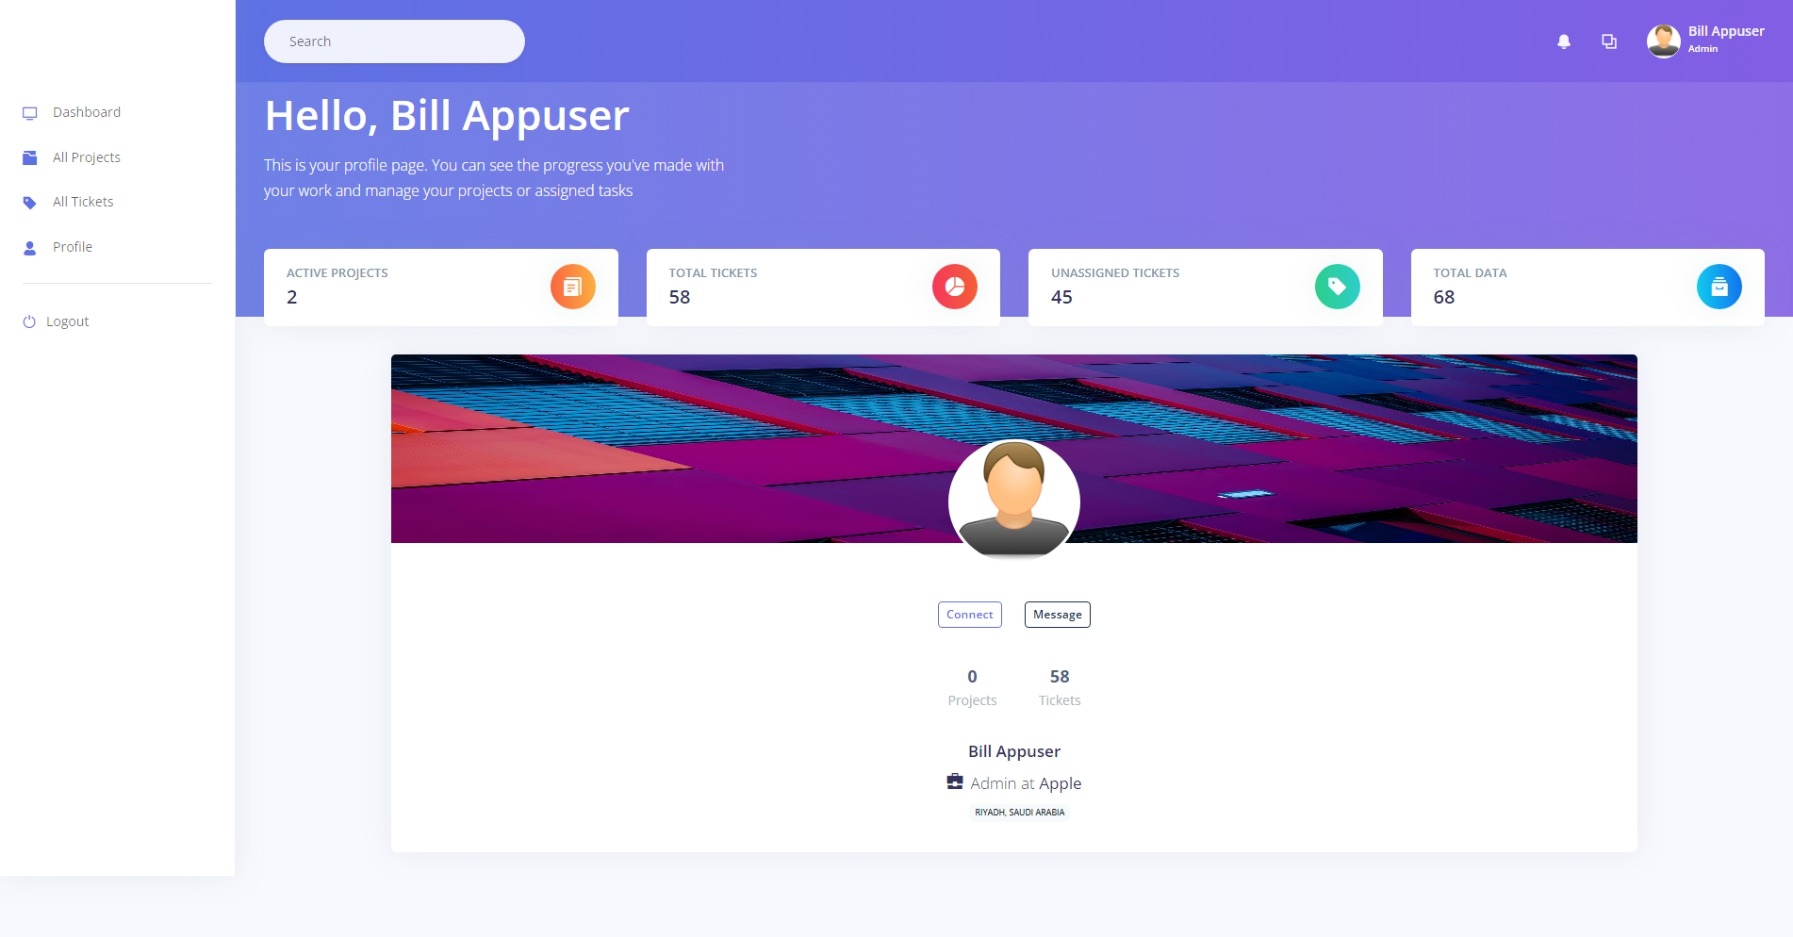 Search
Bill Appuser
Admin
Dashboard
All Projects
All Tickets
Profile
Logout
Hello, Bill Appuser
This is your profile page. You can see the progress you've made with
your work and manage your projects or assigned tasks
ACTIVE PROJECTS
2
TOTAL TICKETS
58
UNASSIGNED TICKETS
45
TOTAL DATA
68
Connect
Message
0
Projects
58
Tickets
Bill Appuser
Admin at Apple
RIYADH, SAUDI ARABIA